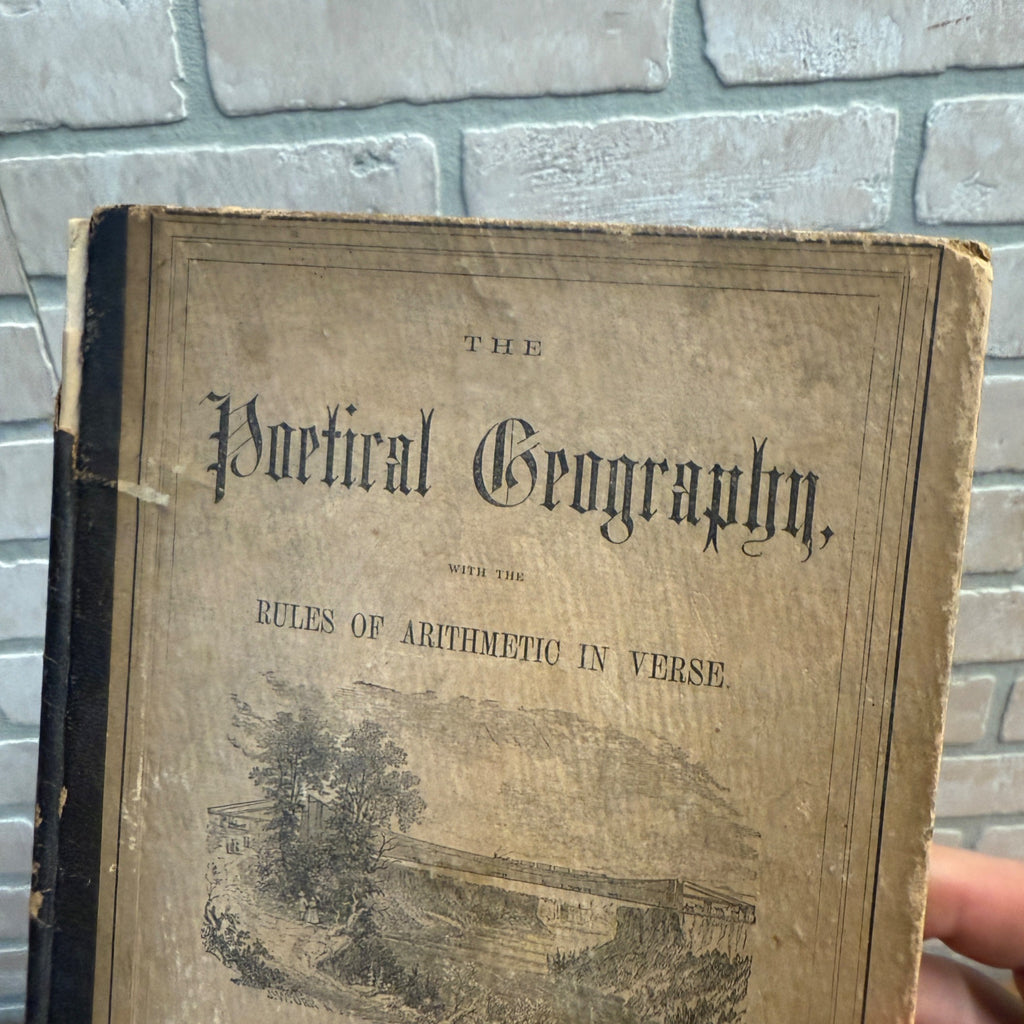 THE
Poetical Geography,
WITH THE
RULES OF ARITHMETIC IN VERSE.